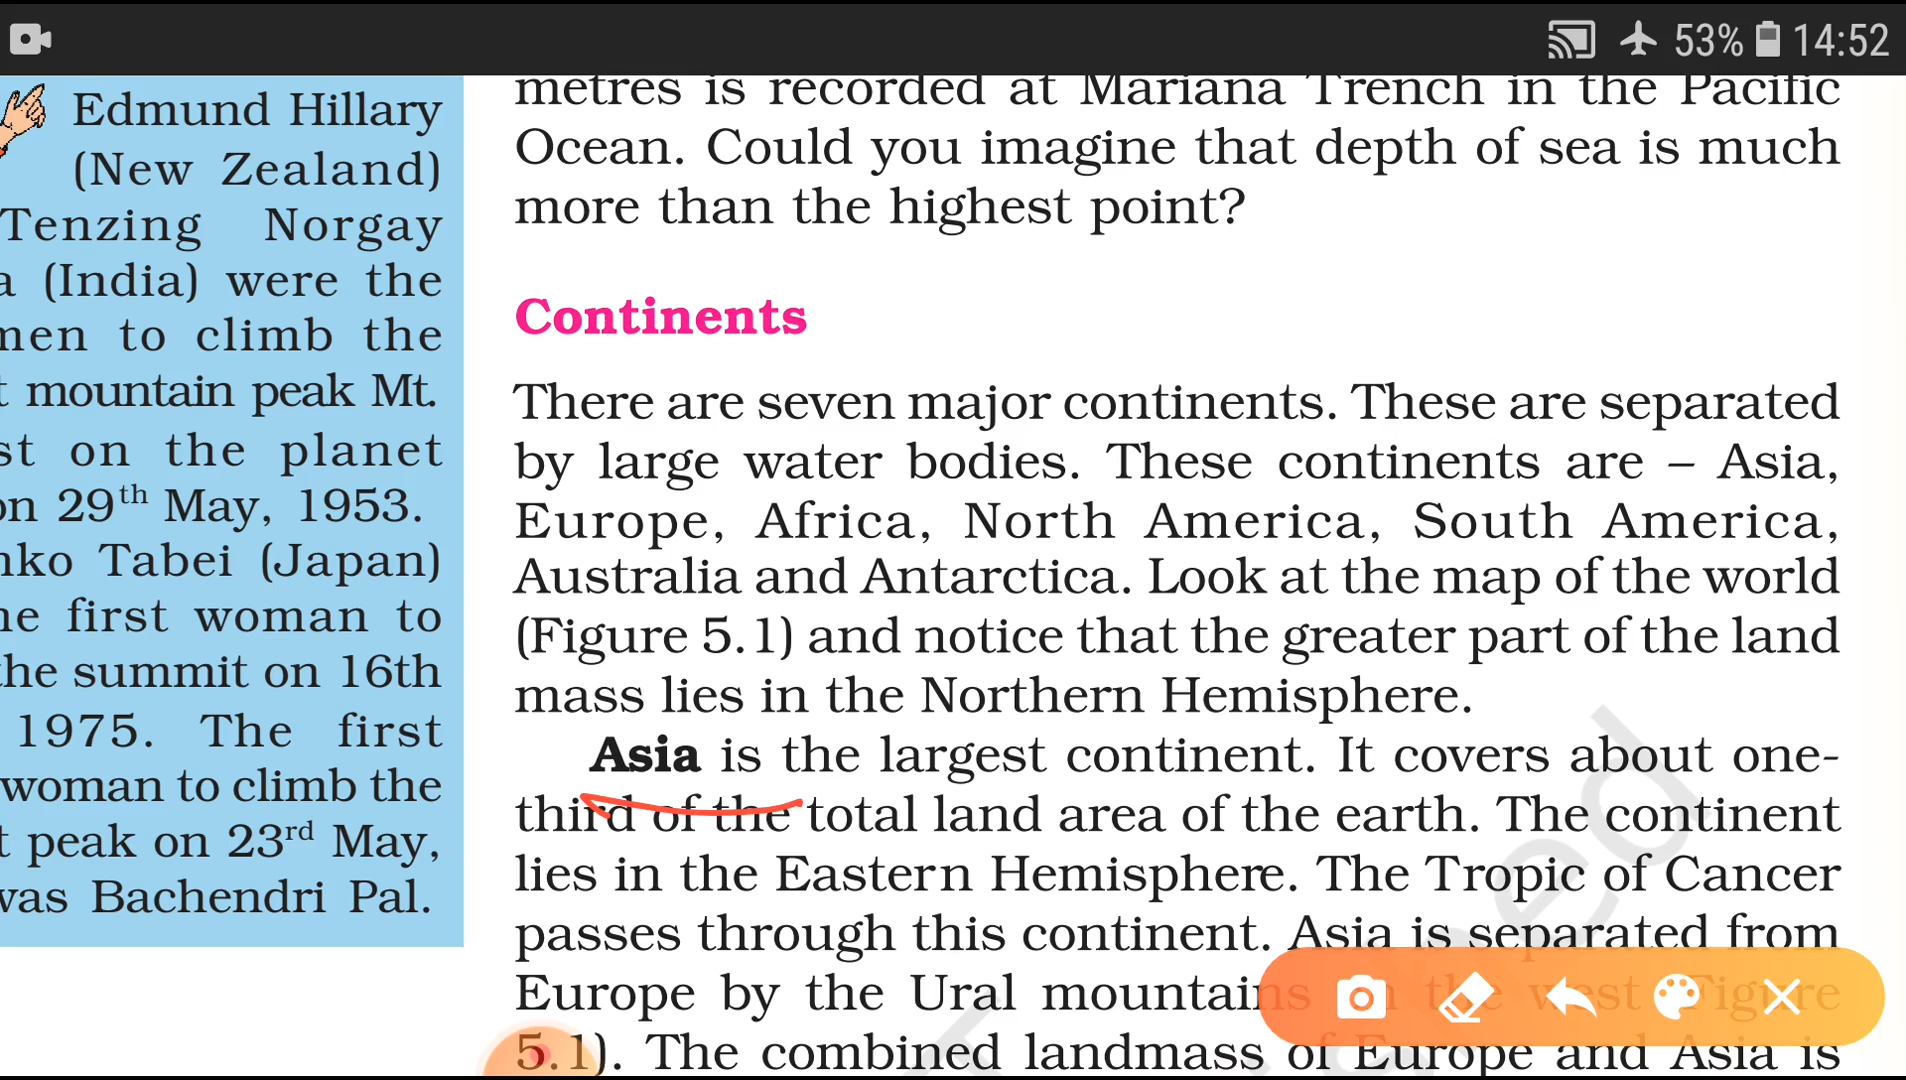 53% 14:52
Edmund Hillary
(New Zealand)
Tenzing Norgay
a (India) were the
men to climb the
t mountain peak Mt.
st on the planet
on 29th May, 1953.
nko Tabei (Japan)
he first woman to
the summit on 16th
1975. The first
woman to climb the
t peak on 23rd May,
was Bachendri Pal.
metres is recorded at Mariana Trench in the Pacific
Ocean. Could you imagine that depth of sea is much
more than the highest point?
Continents
There are seven major continents. These are separated
by large water bodies. These continents are – Asia,
Europe, Africa, North America, South America,
Australia and Antarctica. Look at the map of the world
(Figure 5.1) and notice that the greater part of the land
mass lies in the Northern Hemisphere.
Asia is the largest continent. It covers about one-
third of the total land area of the earth. The continent
lies in the Eastern Hemisphere. The Tropic of Cancer
passes through this continent. Asia is separated from
Europe by the Ural mountains in the west (Figure
5.1). The combined landmass of Europe and Asia is